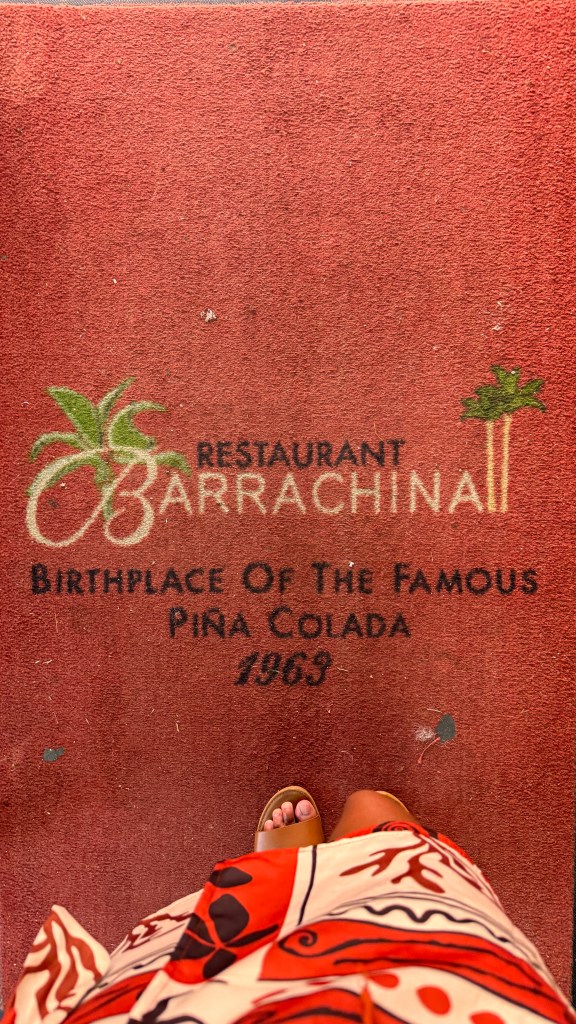 RESTAURANT
BARRACHINA
BIRTHPLACE OF THE FAMOUS
PIÑA COLADA
1963